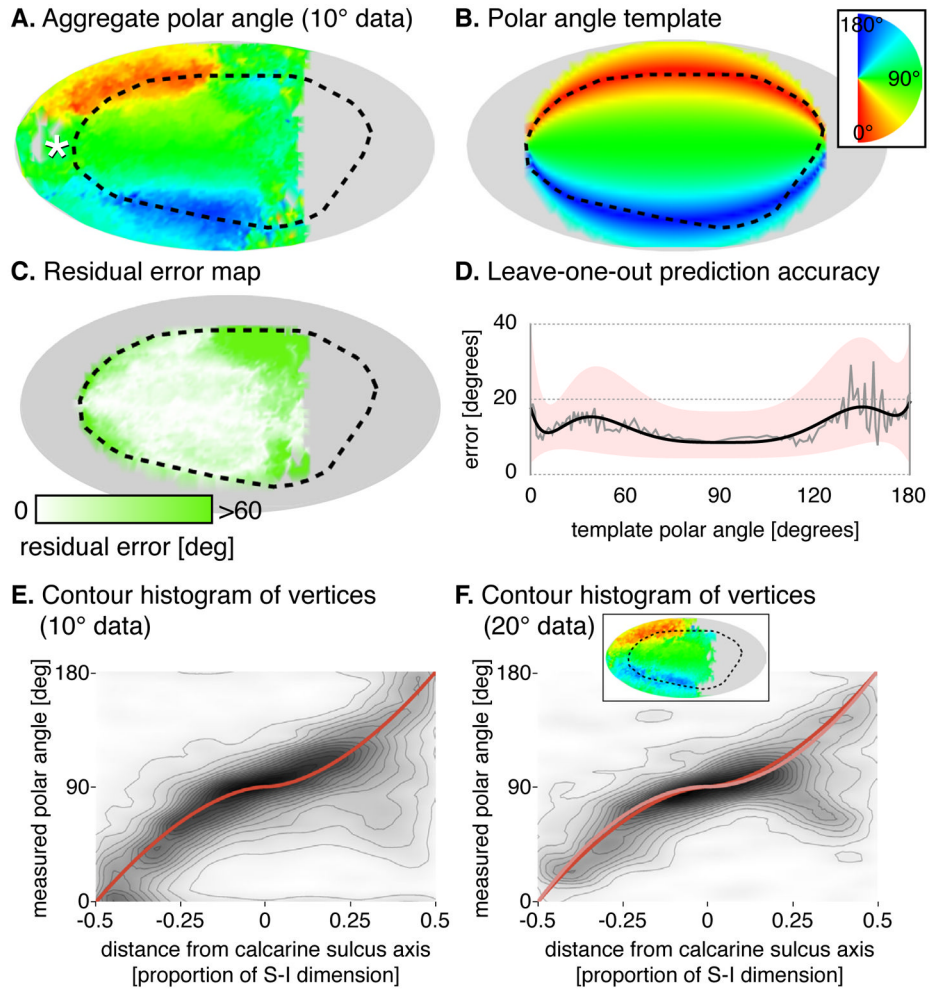 A. Aggregate polar angle (10° data)
*
B. Polar angle template
180°
90°
0°
C. Residual error map
0
>60
residual error [deg]
D. Leave-one-out prediction accuracy
40
20
0
error [degrees]
0 60 90 120 180
template polar angle [degrees]
E. Contour histogram of vertices
(10° data)
180-
90-
0-
measured polar angle [deg]
-0.5 -0.25 0 0.25 0.5
distance from calcarine sulcus axis
[proportion of S-I dimension]
F. Contour histogram of vertices
(20° data)
180-
90-
0-
measured polar angle [deg]
-0.5 -0.25 0 0.25 0.5
distance from calcarine sulcus axis
[proportion of S-I dimension]